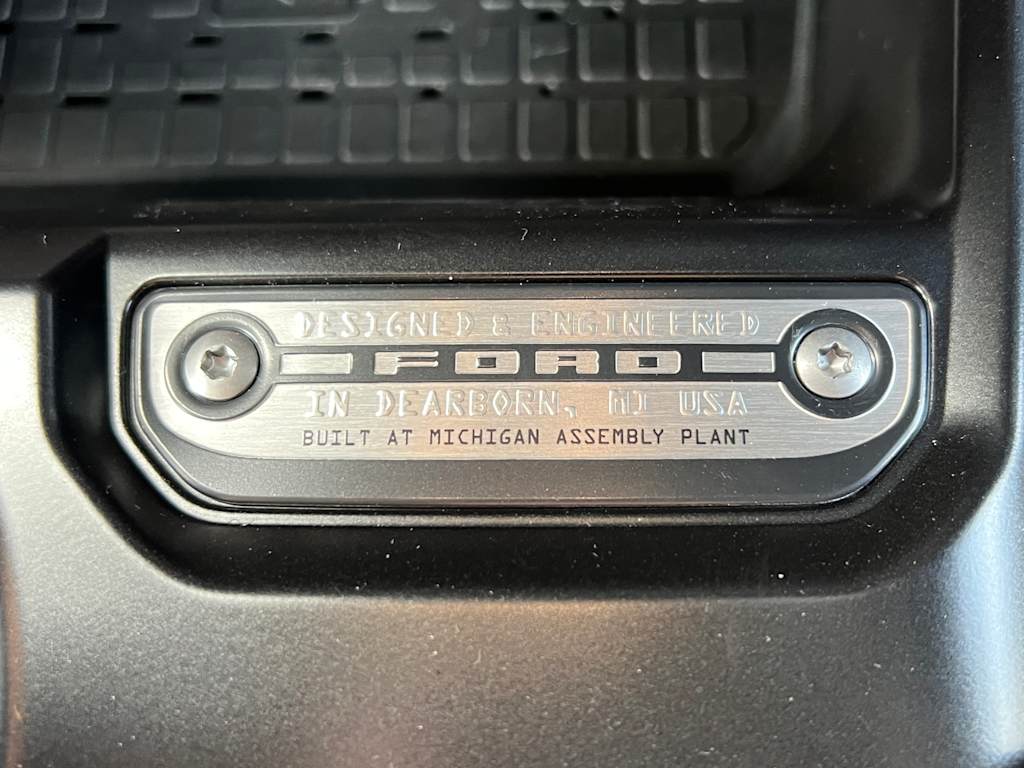 DESIGNED & ENGINEERED
FORD
IN DEARBORN, MI USA
BUILT AT MICHIGAN ASSEMBLY PLANT